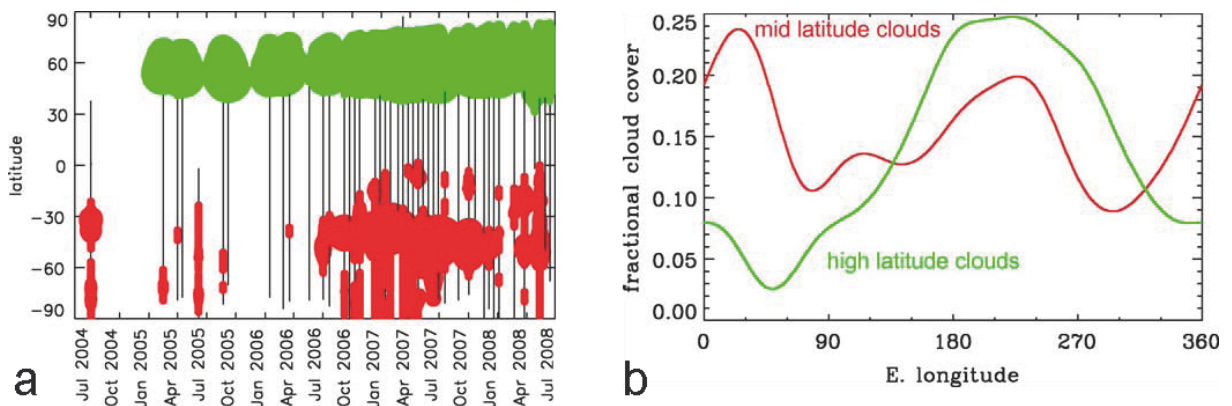 90
60
30
0
−30
−60
−90
latitude
Jul 2004
Oct 2004
Jan 2005
Apr 2005
Jul 2005
Oct 2005
Jan 2006
Apr 2006
Jul 2006
Oct 2006
Jan 2007
Apr 2007
Jul 2007
Oct 2007
Jan 2008
Apr 2008
Jul 2008
a
0.25
0.20
0.15
0.10
0.05
0.00
fractional cloud cover
mid latitude clouds
high latitude clouds
0 90 180 270 360
E. longitude
b